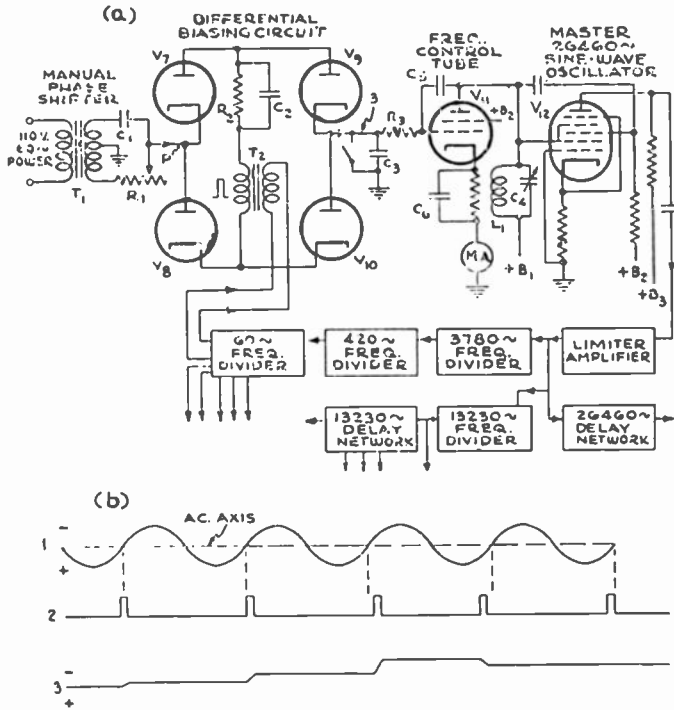 (a)
DIFFERENTIAL
BIASING CIRCUIT
FREQ.
CONTROL
TUBE
MASTER
26460~
SINE-WAVE
OSCILLATOR
MANUAL
PHASE
SHIFTER
V7
V9
V11
V12
C1
R2
C2
3
R3
C3
+B2
110V.
60~
POWER
P
T1
R1
T2
C4
L1
MA
+B1
+B2
+B3
V8
V10
60~
FREQ.
DIVIDER
420~
FREQ.
DIVIDER
3780~
FREQ.
DIVIDER
LIMITER
AMPLIFIER
13230~
DELAY
NETWORK
13230~
FREQ.
DIVIDER
26460~
DELAY
NETWORK
(b)
AC. AXIS
-
1
+
2
-
3
+